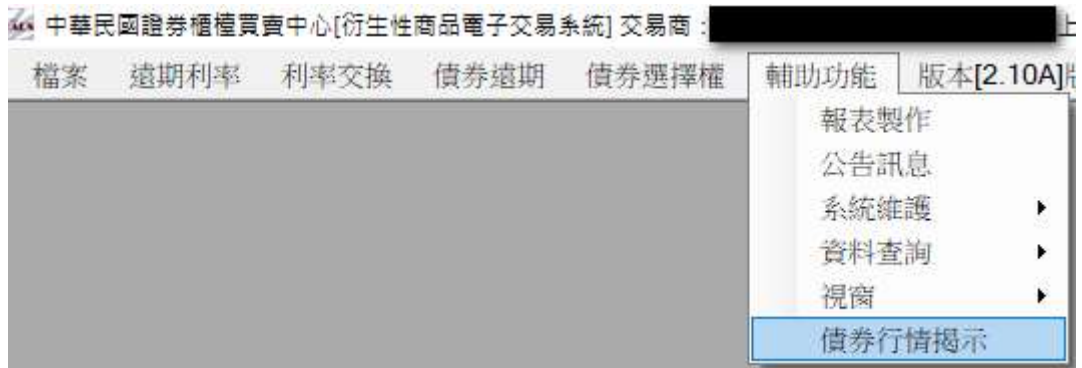 中華民國證券櫃檯買賣中心[衍生性商品電子交易系統] 交易商：
檔案 遠期利率 利率交換 債券遠期 債券選擇權 輔助功能 版本[2.10A]
報表製作
公告訊息
系統維護
資料查詢
視窗
債券行情揭示